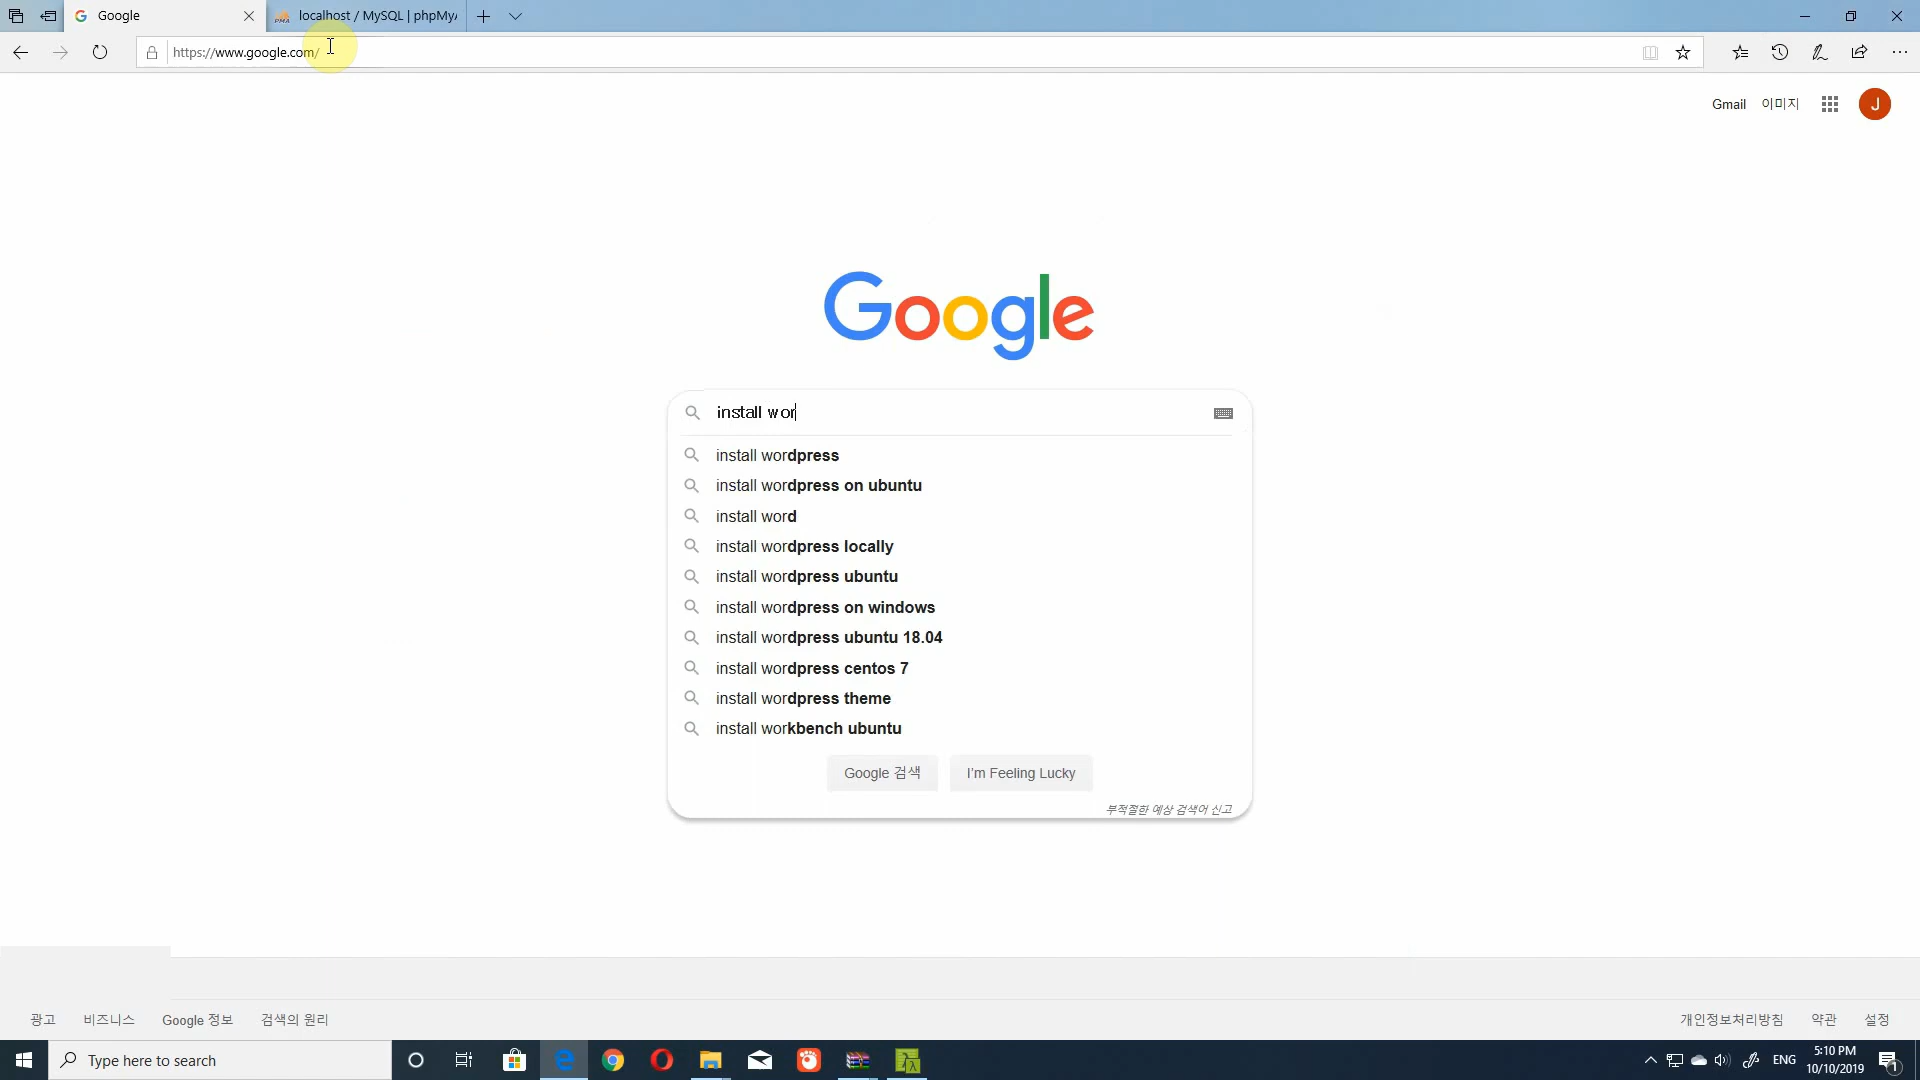 Google
localhost / MySQL | phpMyA
https://www.google.com/
Gmail 이미지
J
Google
install wor
install wordpress
install wordpress on ubuntu
install word
install wordpress locally
install wordpress ubuntu
install wordpress on windows
install wordpress ubuntu 18.04
install wordpress centos 7
install wordpress theme
install workbench ubuntu
Google 검색 I'm Feeling Lucky
부적절한 예상 검색어 신고
광고 비즈니스 Google 정보 검색의 원리
개인정보처리방침 약관 설정
Type here to search
ENG
5:10 PM
10/10/2019
1